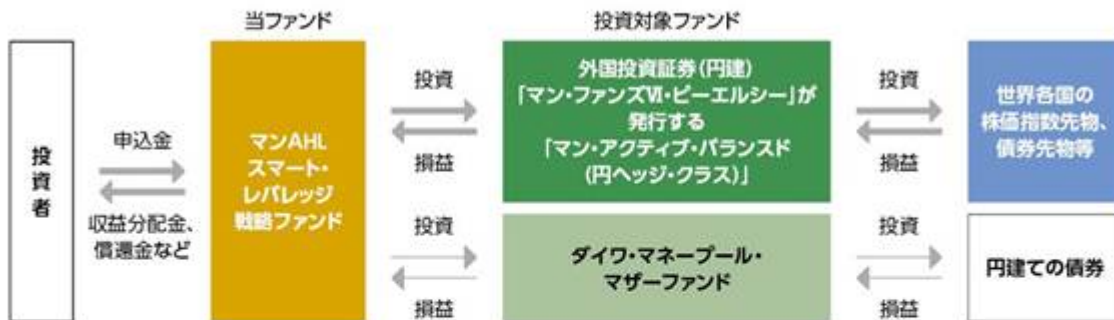 当ファンド
投資対象ファンド
投資者
申込金
収益分配金、
償還金など
マンAHL
スマート・
レバレッジ
戦略ファンド
投資
損益
外国投資証券(円建)
「マン・ファンズⅥ・ピーエルシー」が
発行する
「マン・アクティブ・バランスド
(円ヘッジ・クラス)」
投資
損益
世界各国の
株価指数先物、
債券先物等
投資
損益
ダイワ・マネープール・
マザーファンド
投資
損益
円建ての債券